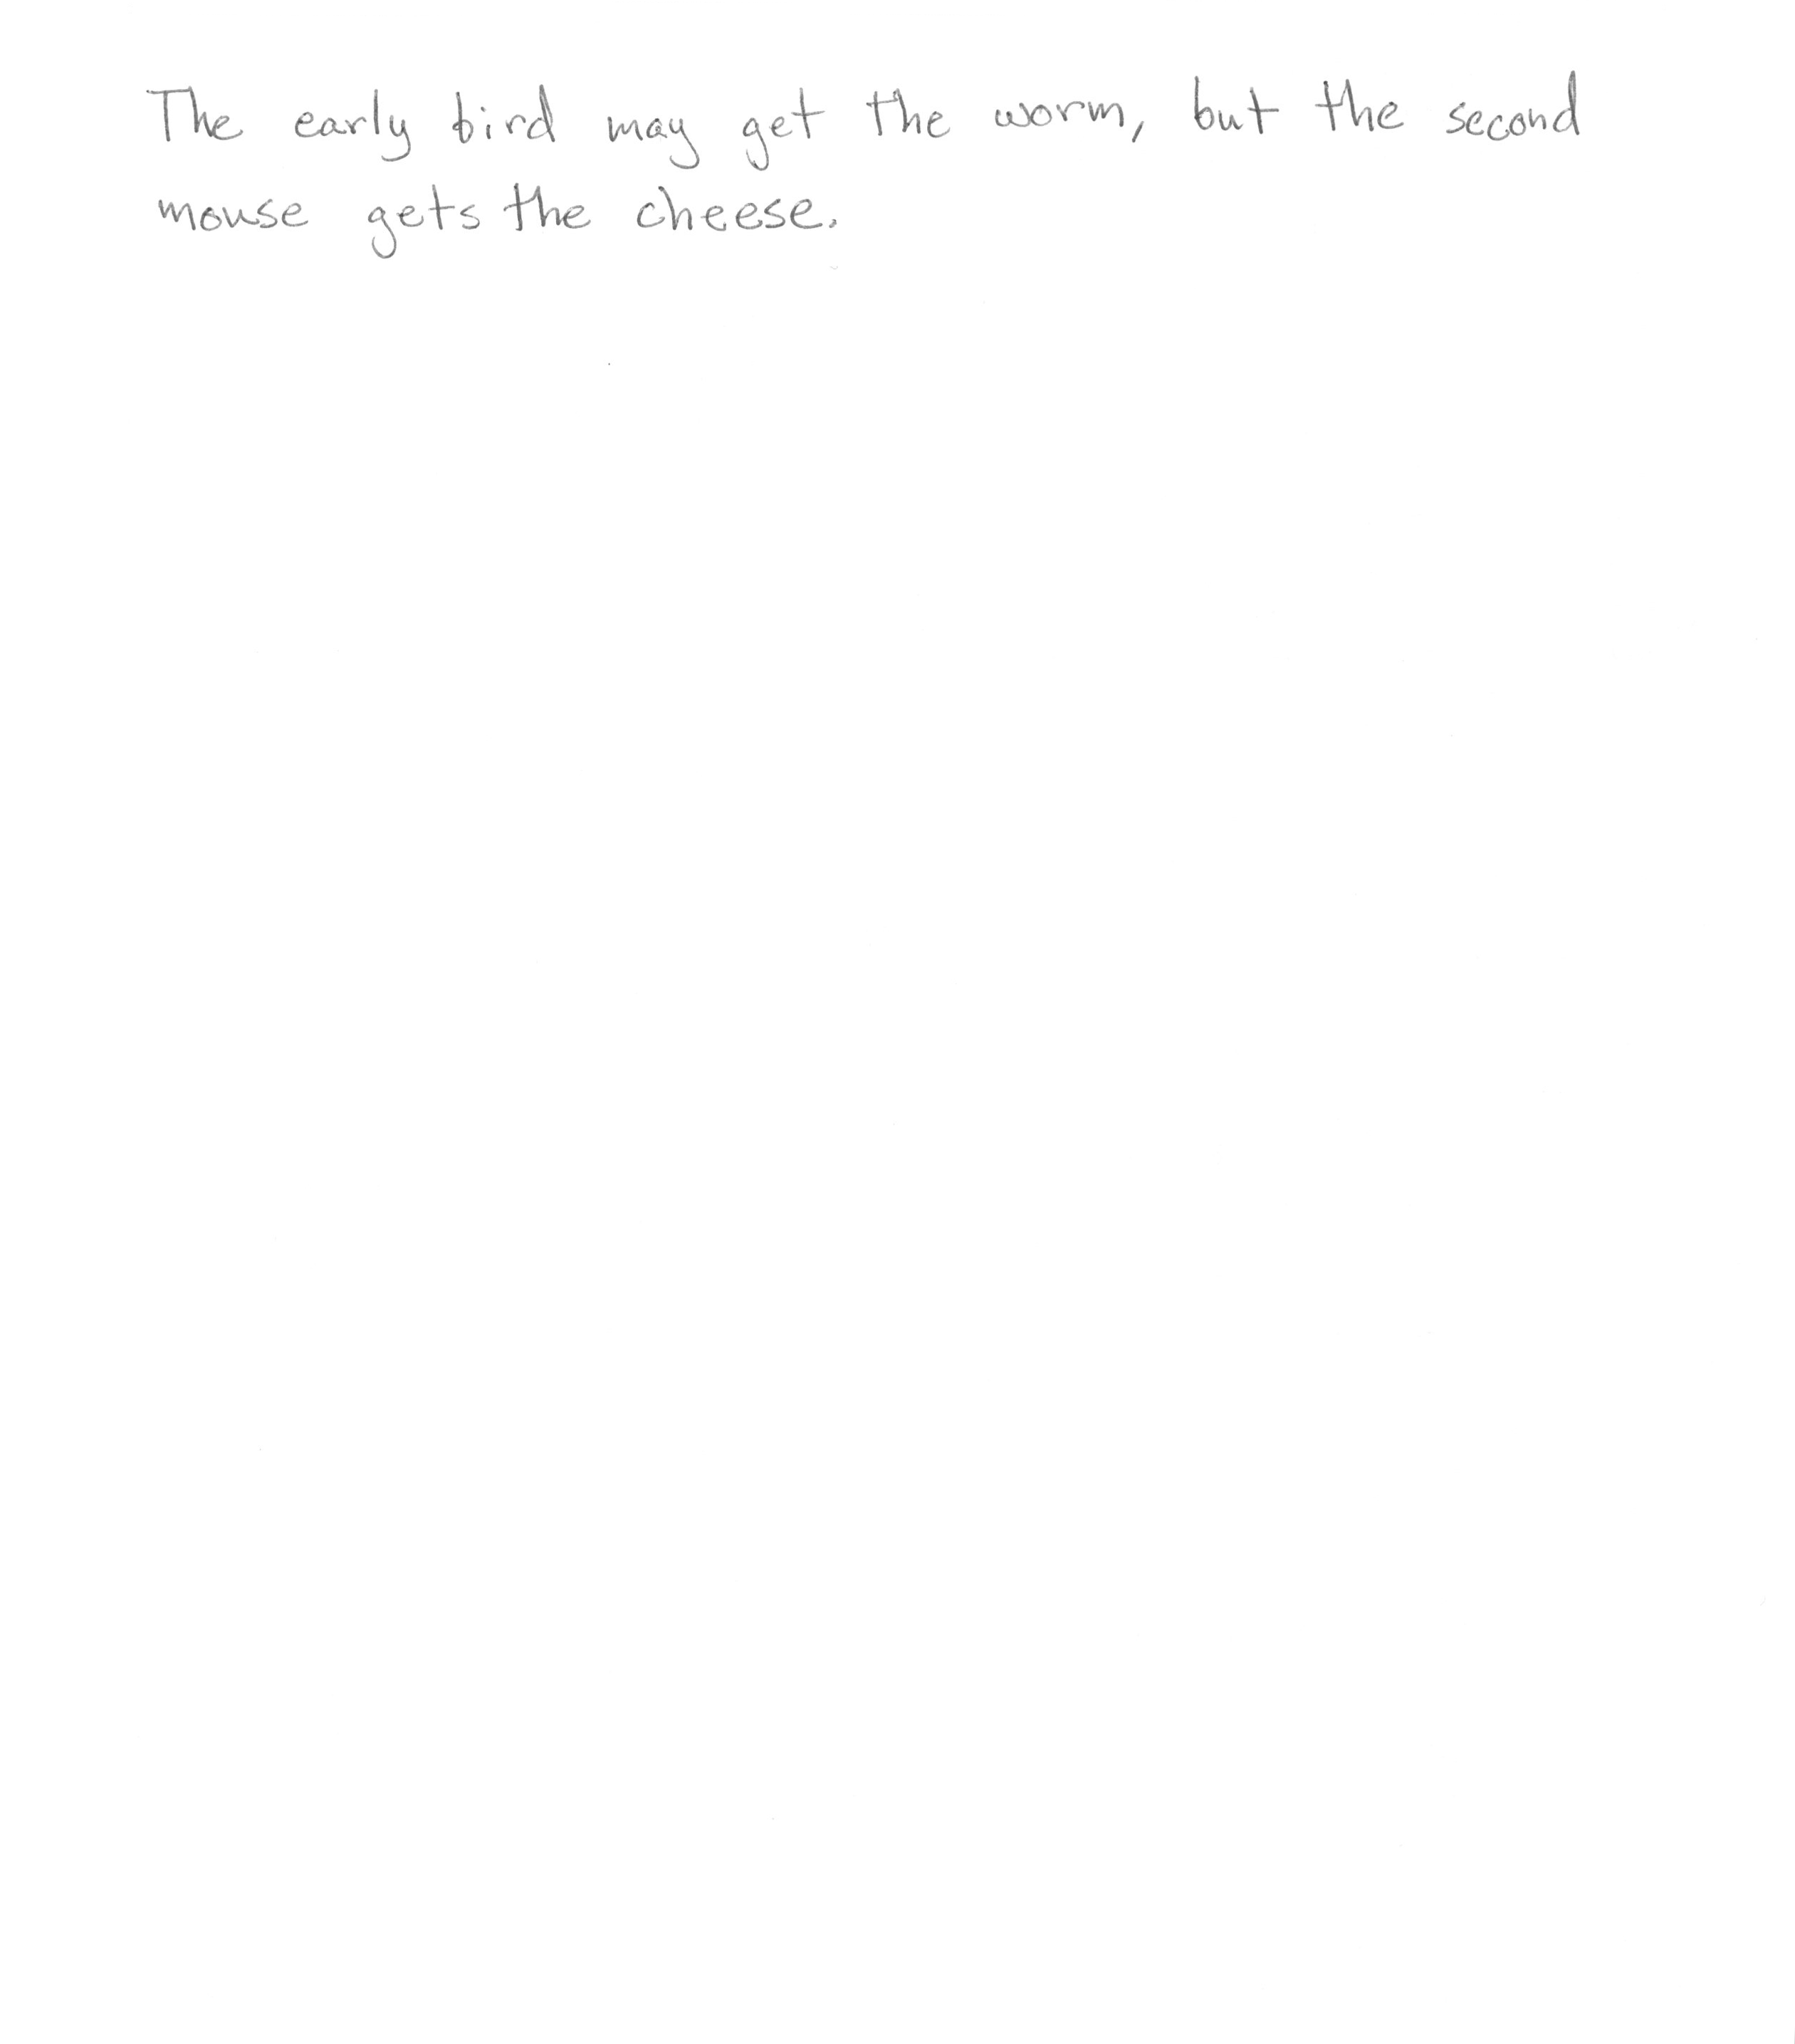 The early bird may get the worm, but the second
mouse gets the cheese.